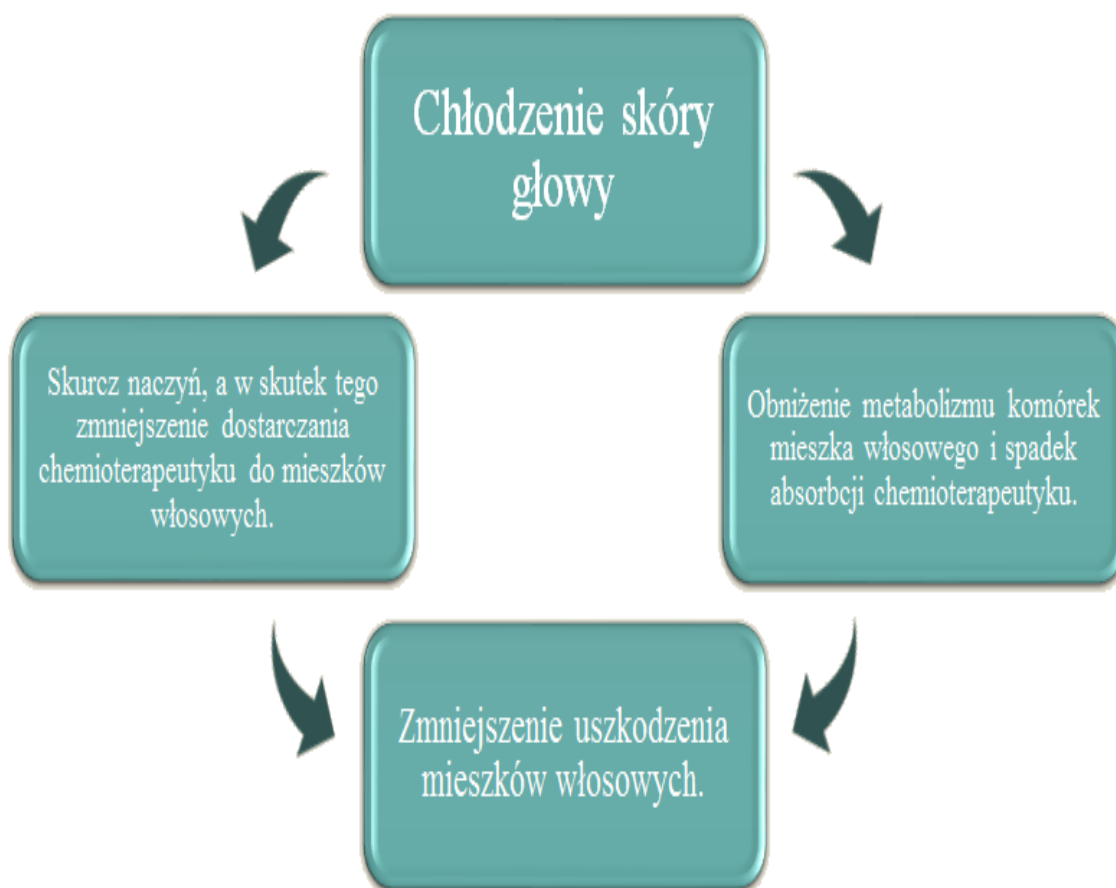 Chłodzenie skóry
głowy
Skurcz naczyń, a w skutek tego
zmniejszenie dostarczania
chemioterapeutyku do mieszków
włosowych.
Obniżenie metabolizmu komórek
mieszka włosowego i spadek
absorbcji chemioterapeutyku.
Zmniejszenie uszkodzenia
mieszków włosowych.